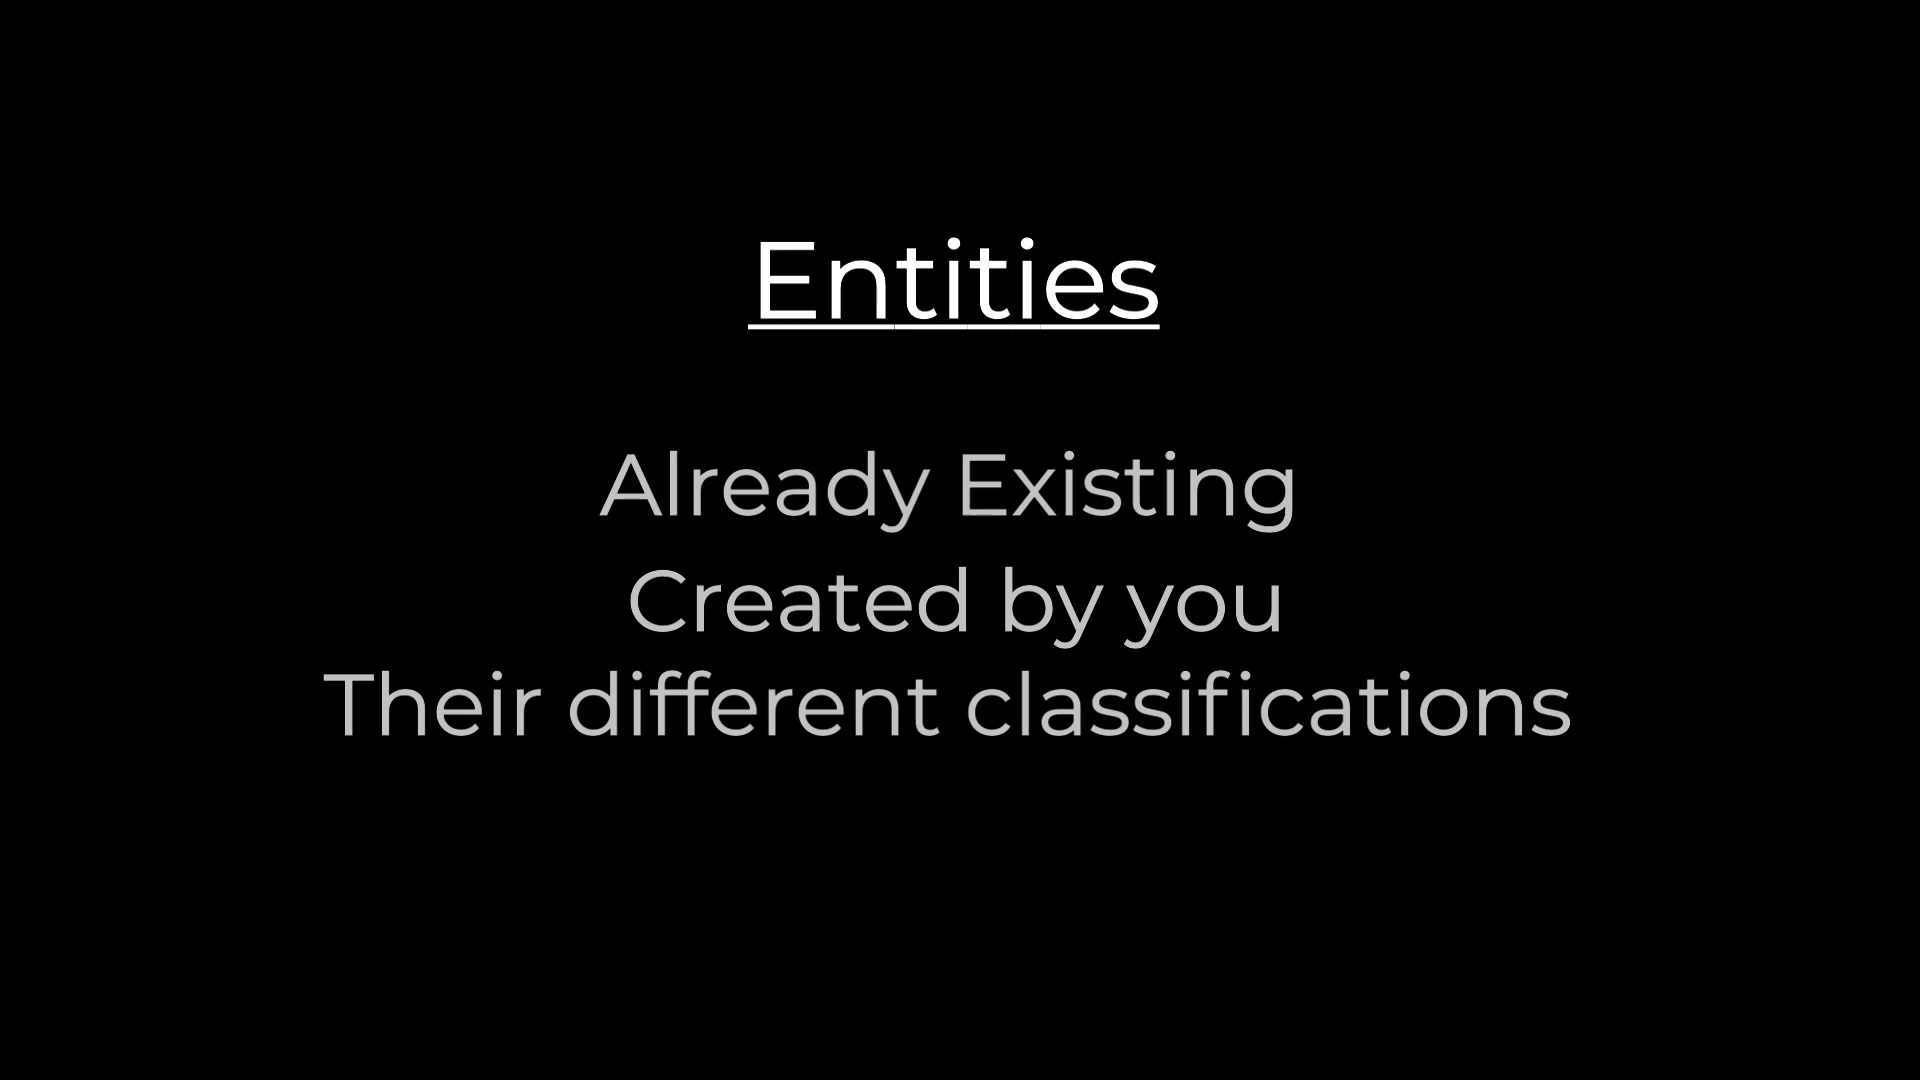 Entities
Already Existing
Created by you
Their different classifications